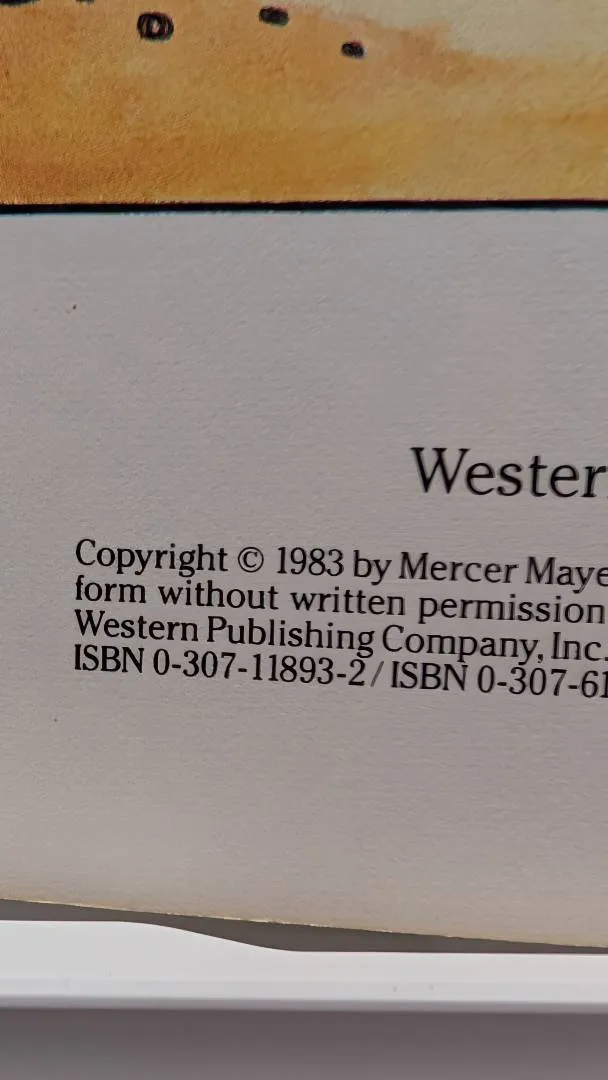 Wester
Copyright © 1983 by Mercer Maye
form without written permission
Western Publishing Company, Inc.
ISBN 0-307-11893-2 / ISBN 0-307-61